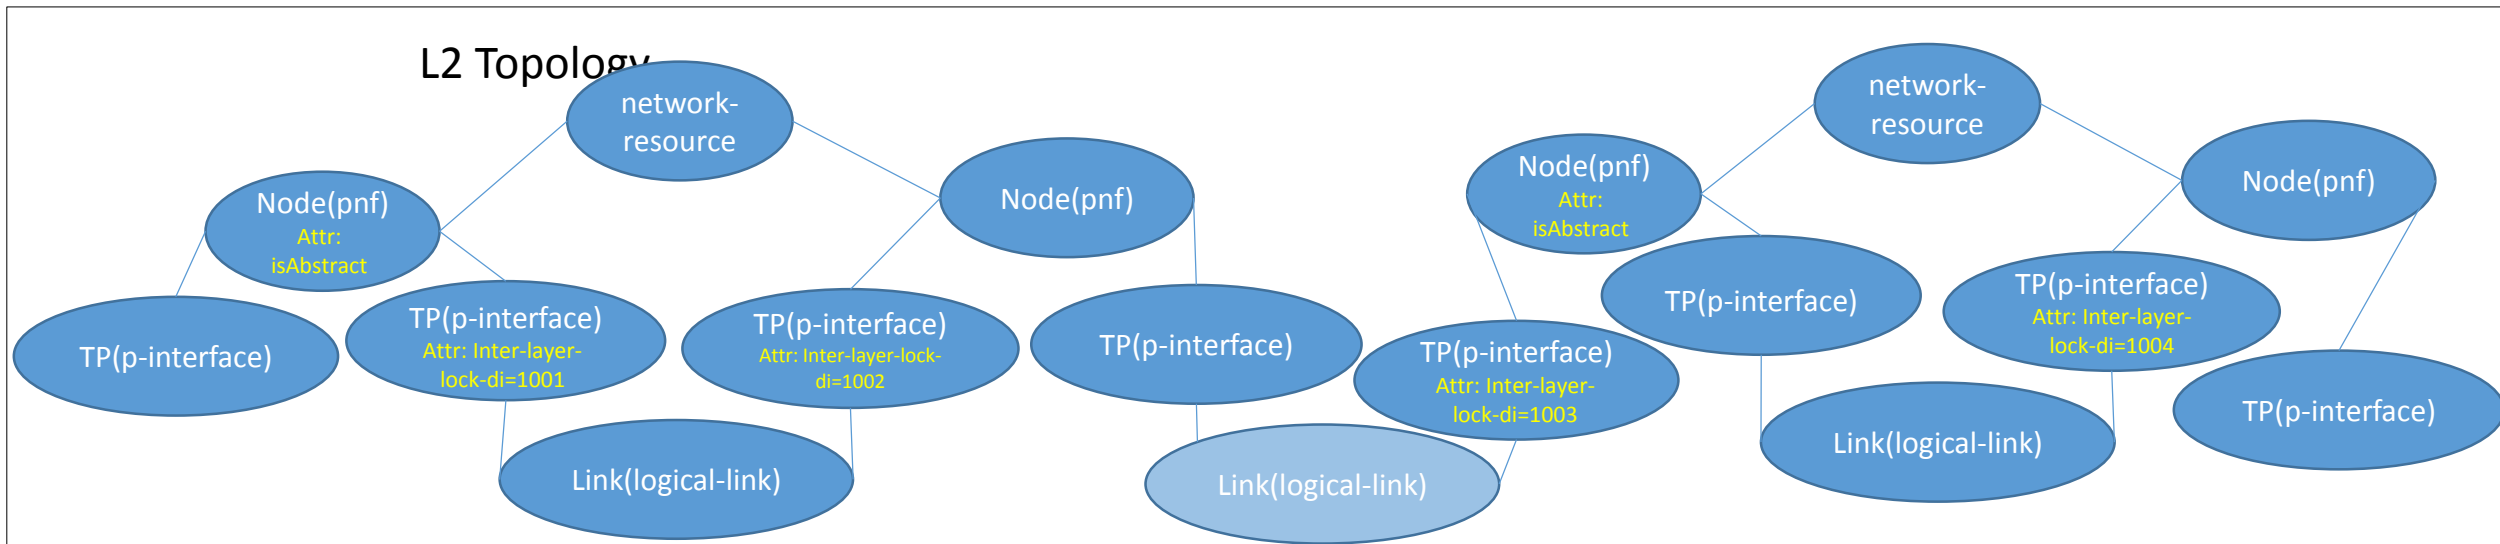 L2 Topology
network-
resource
Node(pnf)
Attr:
isAbstract
Node(pnf)
TP(p-interface)
TP(p-interface)
Attr: Inter-layer-
lock-di=1001
TP(p-interface)
Attr: Inter-layer-lock-
di=1002
TP(p-interface)
Link(logical-link)
Link(logical-link)
network-
resource
Node(pnf)
Attr:
isAbstract
Node(pnf)
TP(p-interface)
Attr: Inter-layer-
lock-di=1003
TP(p-interface)
TP(p-interface)
Attr: Inter-layer-
lock-di=1004
TP(p-interface)
Link(logical-link)